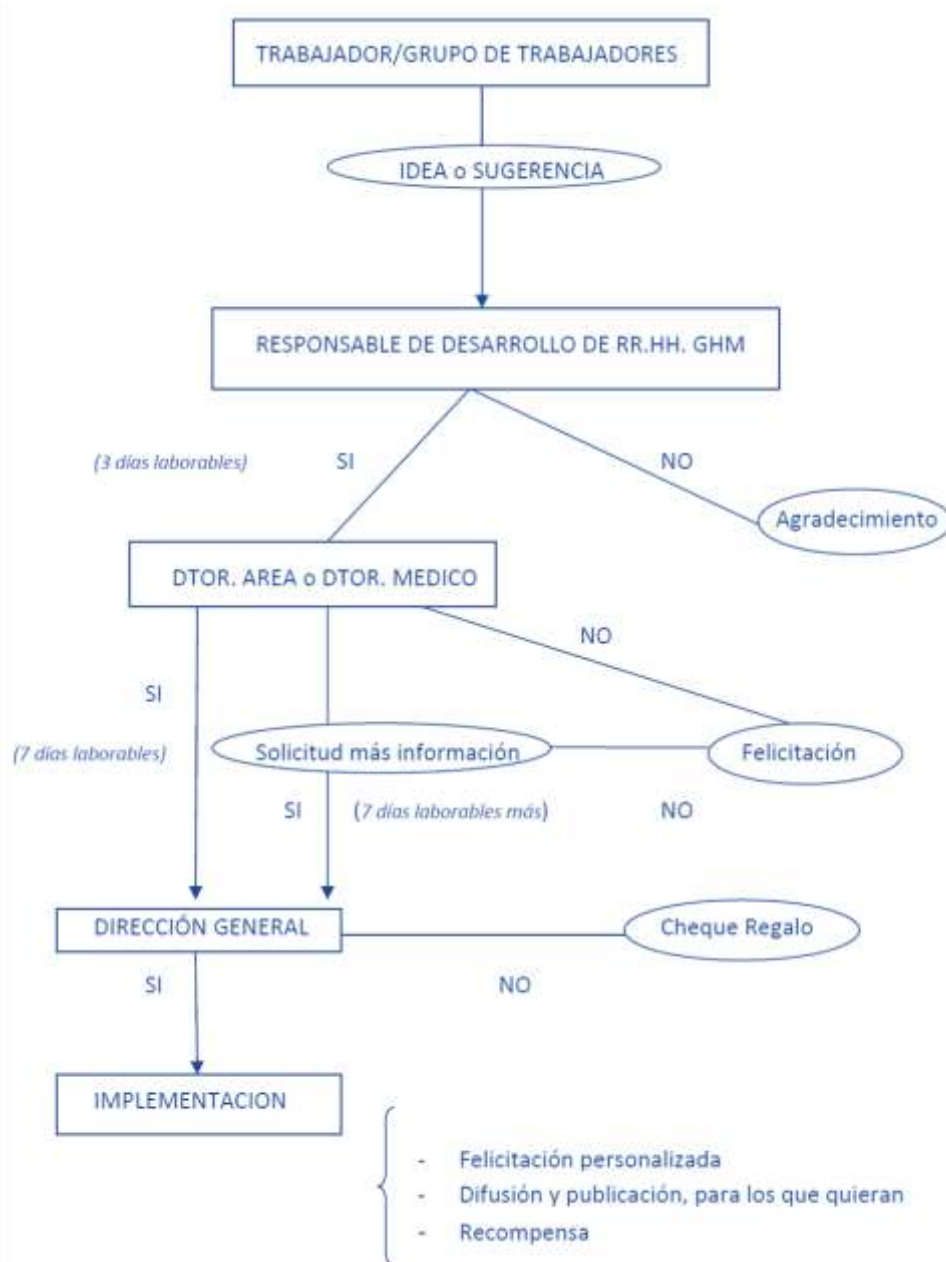 TRABAJADOR/GRUPO DE TRABAJADORES
IDEA o SUGERENCIA
RESPONSABLE DE DESARROLLO DE RR.HH. GHM
(3 días laborables)
SI
NO
Agradecimiento
DTOR. AREA o DTOR. MEDICO
NO
SI
(7 días laborables)
Solicitud más información
Felicitación
SI
(7 días laborables más)
NO
DIRECCIÓN GENERAL
Cheque Regalo
SI
NO
IMPLEMENTACION
- Felicitación personalizada
- Difusión y publicación, para los que quieran
- Recompensa